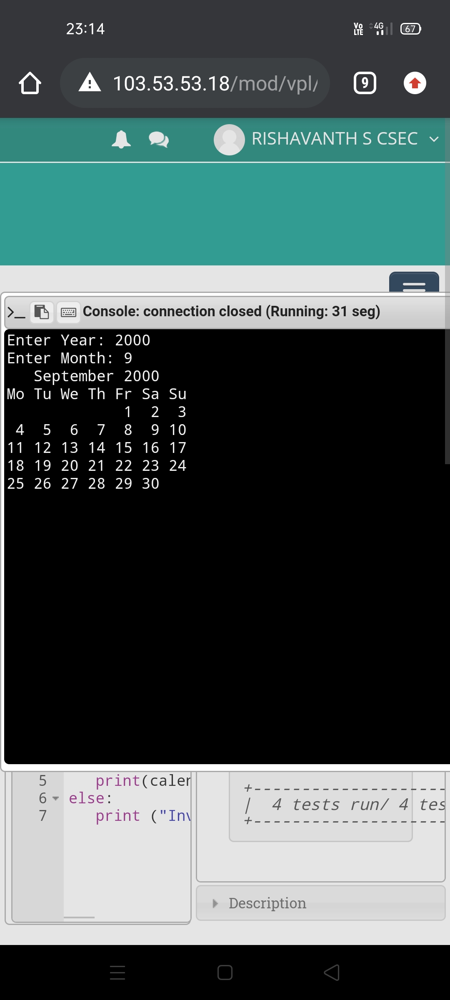 23:14
Vo LTE 4G 67
103.53.53.18/mod/vpl/
9
RISHAVANTH S CSEC
Console: connection closed (Running: 31 seg)
Enter Year: 2000
Enter Month: 9
   September 2000
Mo Tu We Th Fr Sa Su
             1  2  3
 4  5  6  7  8  9 10
11 12 13 14 15 16 17
18 19 20 21 22 23 24
25 26 27 28 29 30
5 print(caler
6 else:
7 print ("Inv
+-------------------
|  4 tests run/ 4 tes
+-------------------
Description